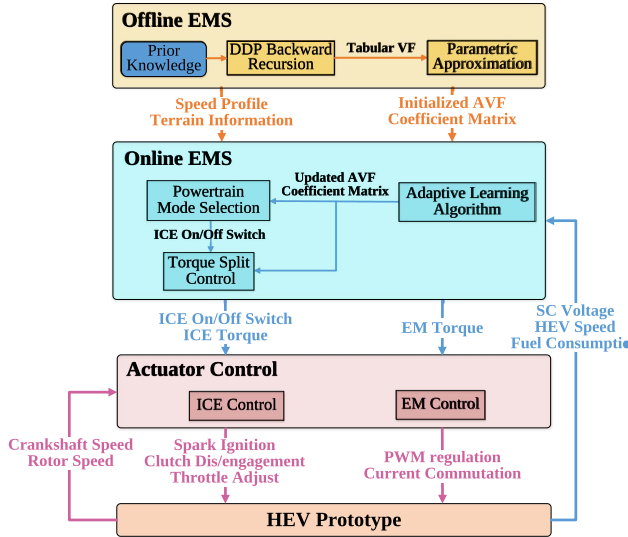 Offline EMS
Prior
Knowledge
DDP Backward
Recursion
Tabular VF
Parametric
Approximation
Speed Profile
Terrain Information
Initialized AVF
Coefficient Matrix
Online EMS
Powertrain
Mode Selection
Updated AVF
Coefficient Matrix
Adaptive Learning
Algorithm
ICE On/Off Switch
Torque Split
Control
ICE On/Off Switch
ICE Torque
EM Torque
SC Voltage
HEV Speed
Fuel Consumptio
Actuator Control
ICE Control
EM Control
Crankshaft Speed
Rotor Speed
Spark Ignition
Clutch Dis/engagement
Throttle Adjust
PWM regulation
Current Commutation
HEV Prototype